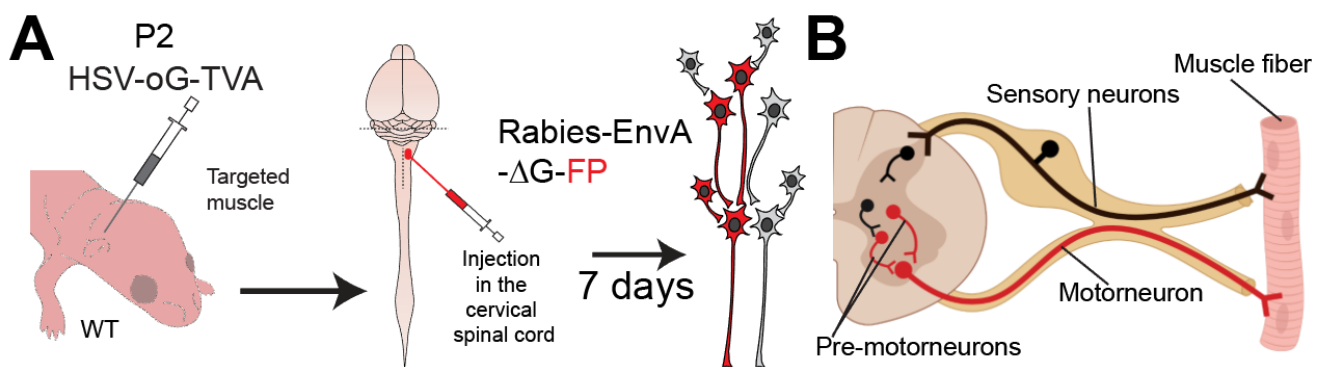 A
P2
HSV-oG-TVA
Targeted
muscle
WT
Injection
in the
cervical
spinal cord
Rabies-EnvA
-ΔG-FP
7 days
B
Muscle fiber
Sensory neurons
Motorneuron
Pre-motorneurons